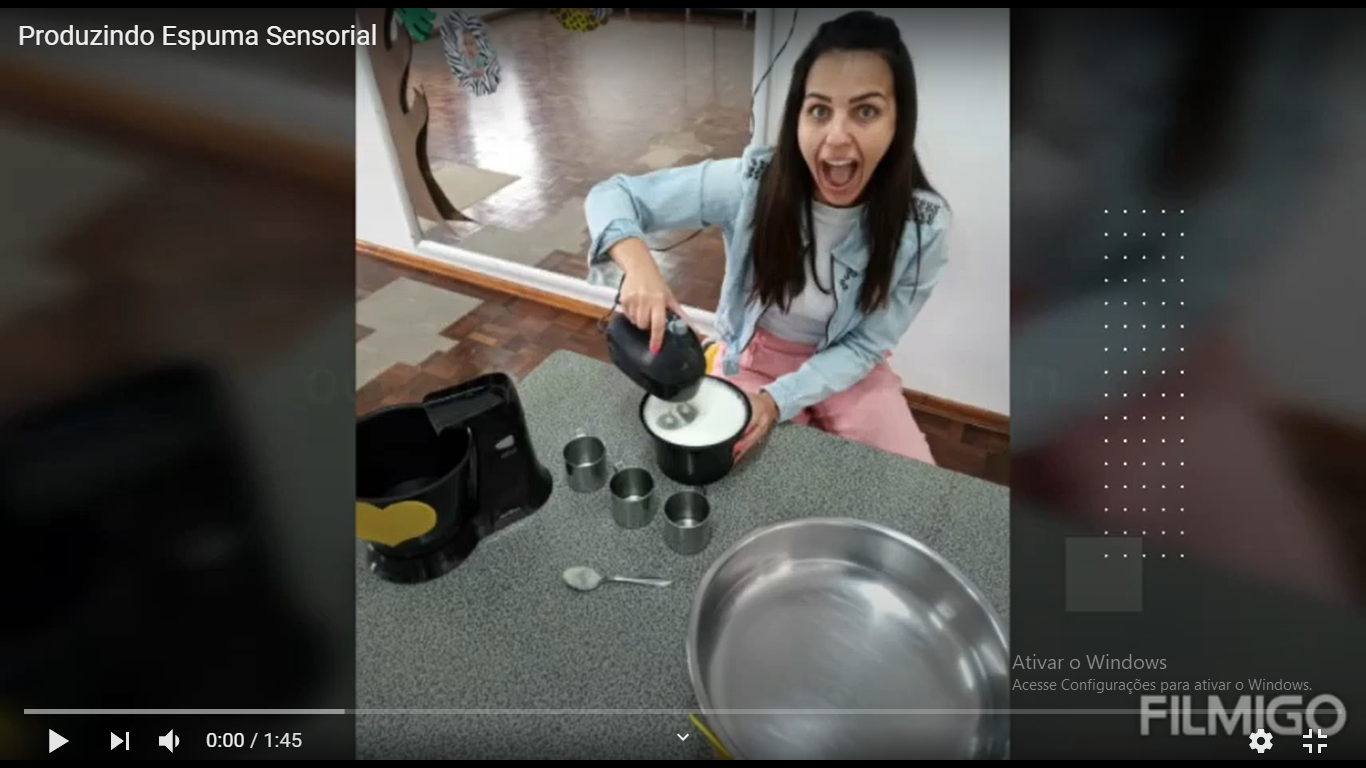 Produzindo Espuma Sensorial
Ativar o Windows
Acesse Configurações para ativar o Windows.
FILMIGO
0:00 / 1:45